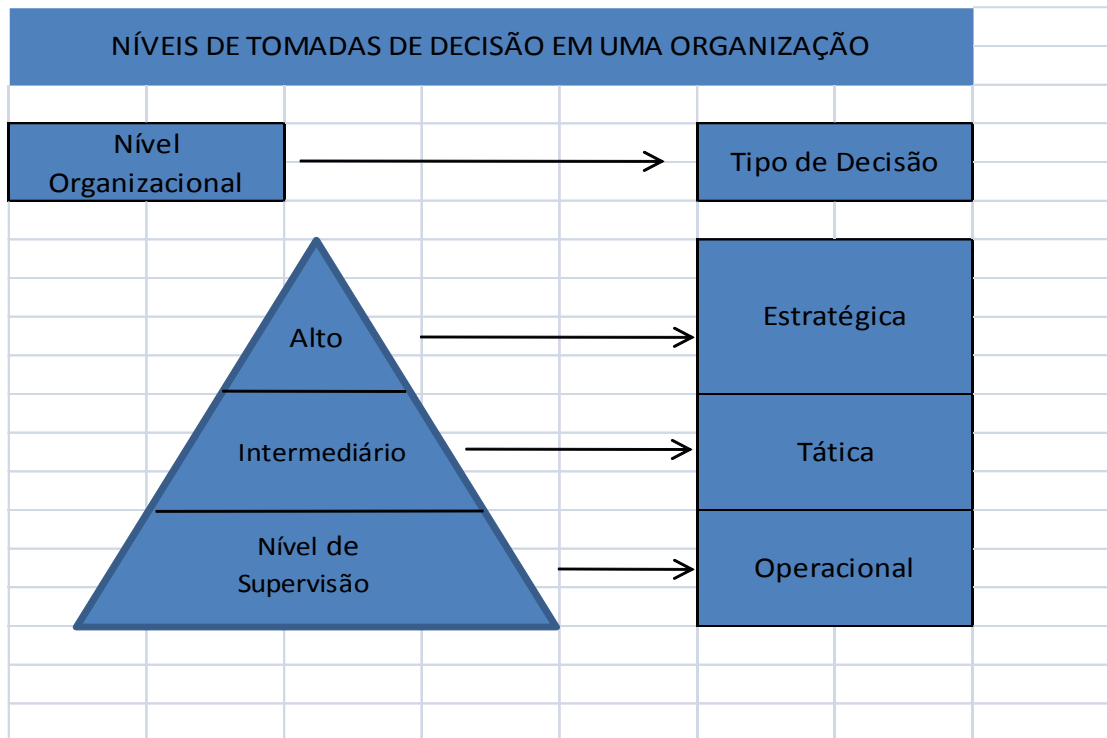 NÍVEIS DE TOMADAS DE DECISÃO EM UMA ORGANIZAÇÃO
Nível
Organizacional
Tipo de Decisão
Alto
Estratégica
Intermediário
Tática
Nível de
Supervisão
Operacional